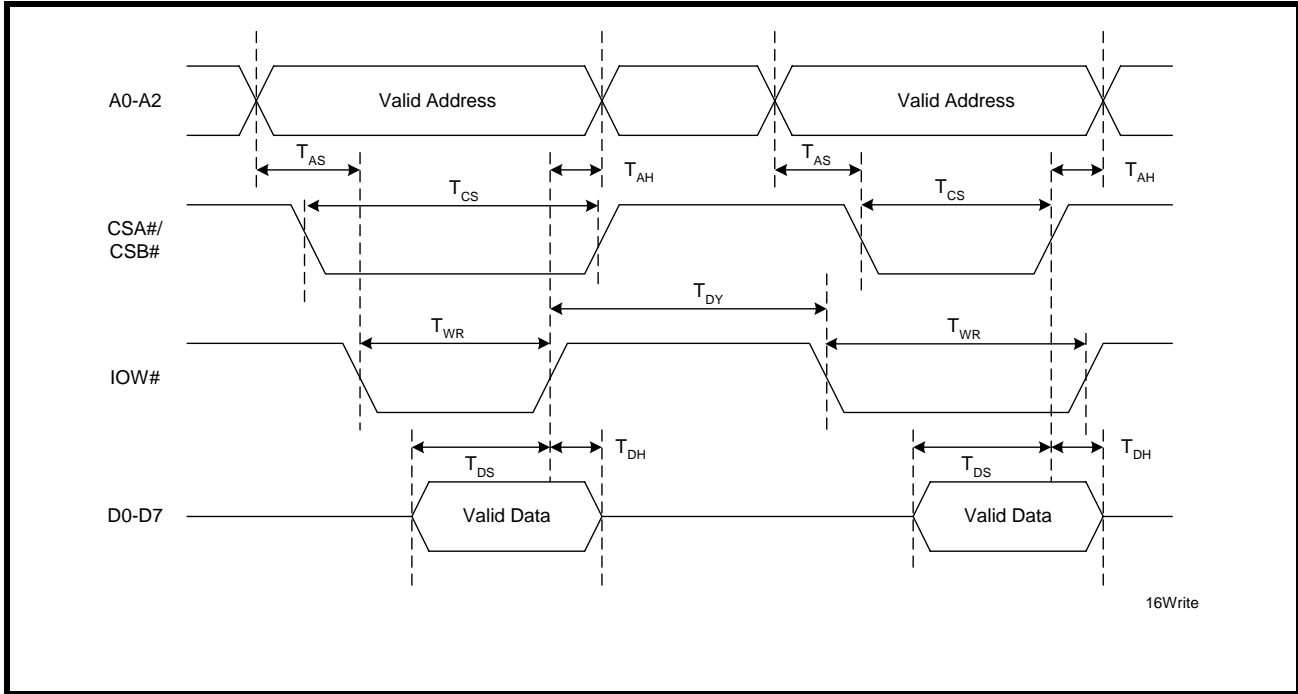 A0-A2
Valid Address
Valid Address
TAS
TAH
TAS
TAH
TCS
TCS
CSA#/
CSB#
TDY
TWR
TWR
IOW#
TDS
TDH
TDS
TDH
D0-D7
Valid Data
Valid Data
16Write